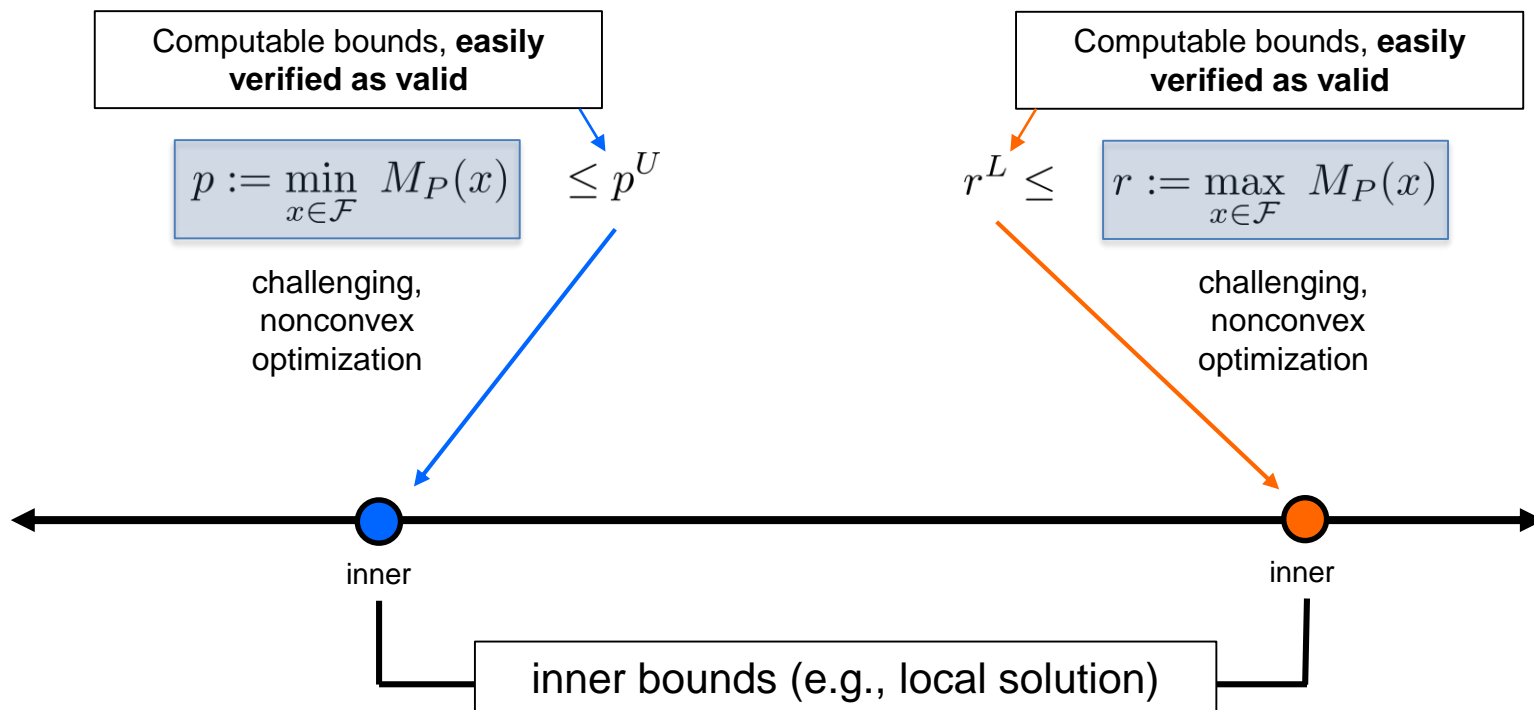 Computable bounds, easily
verified as valid
Computable bounds, easily
verified as valid
p := min M_P(x) ≤ p^U
x∈𝓕
r^L ≤ r := max M_P(x)
x∈𝓕
challenging,
nonconvex
optimization
challenging,
nonconvex
optimization
inner
inner
inner bounds (e.g., local solution)